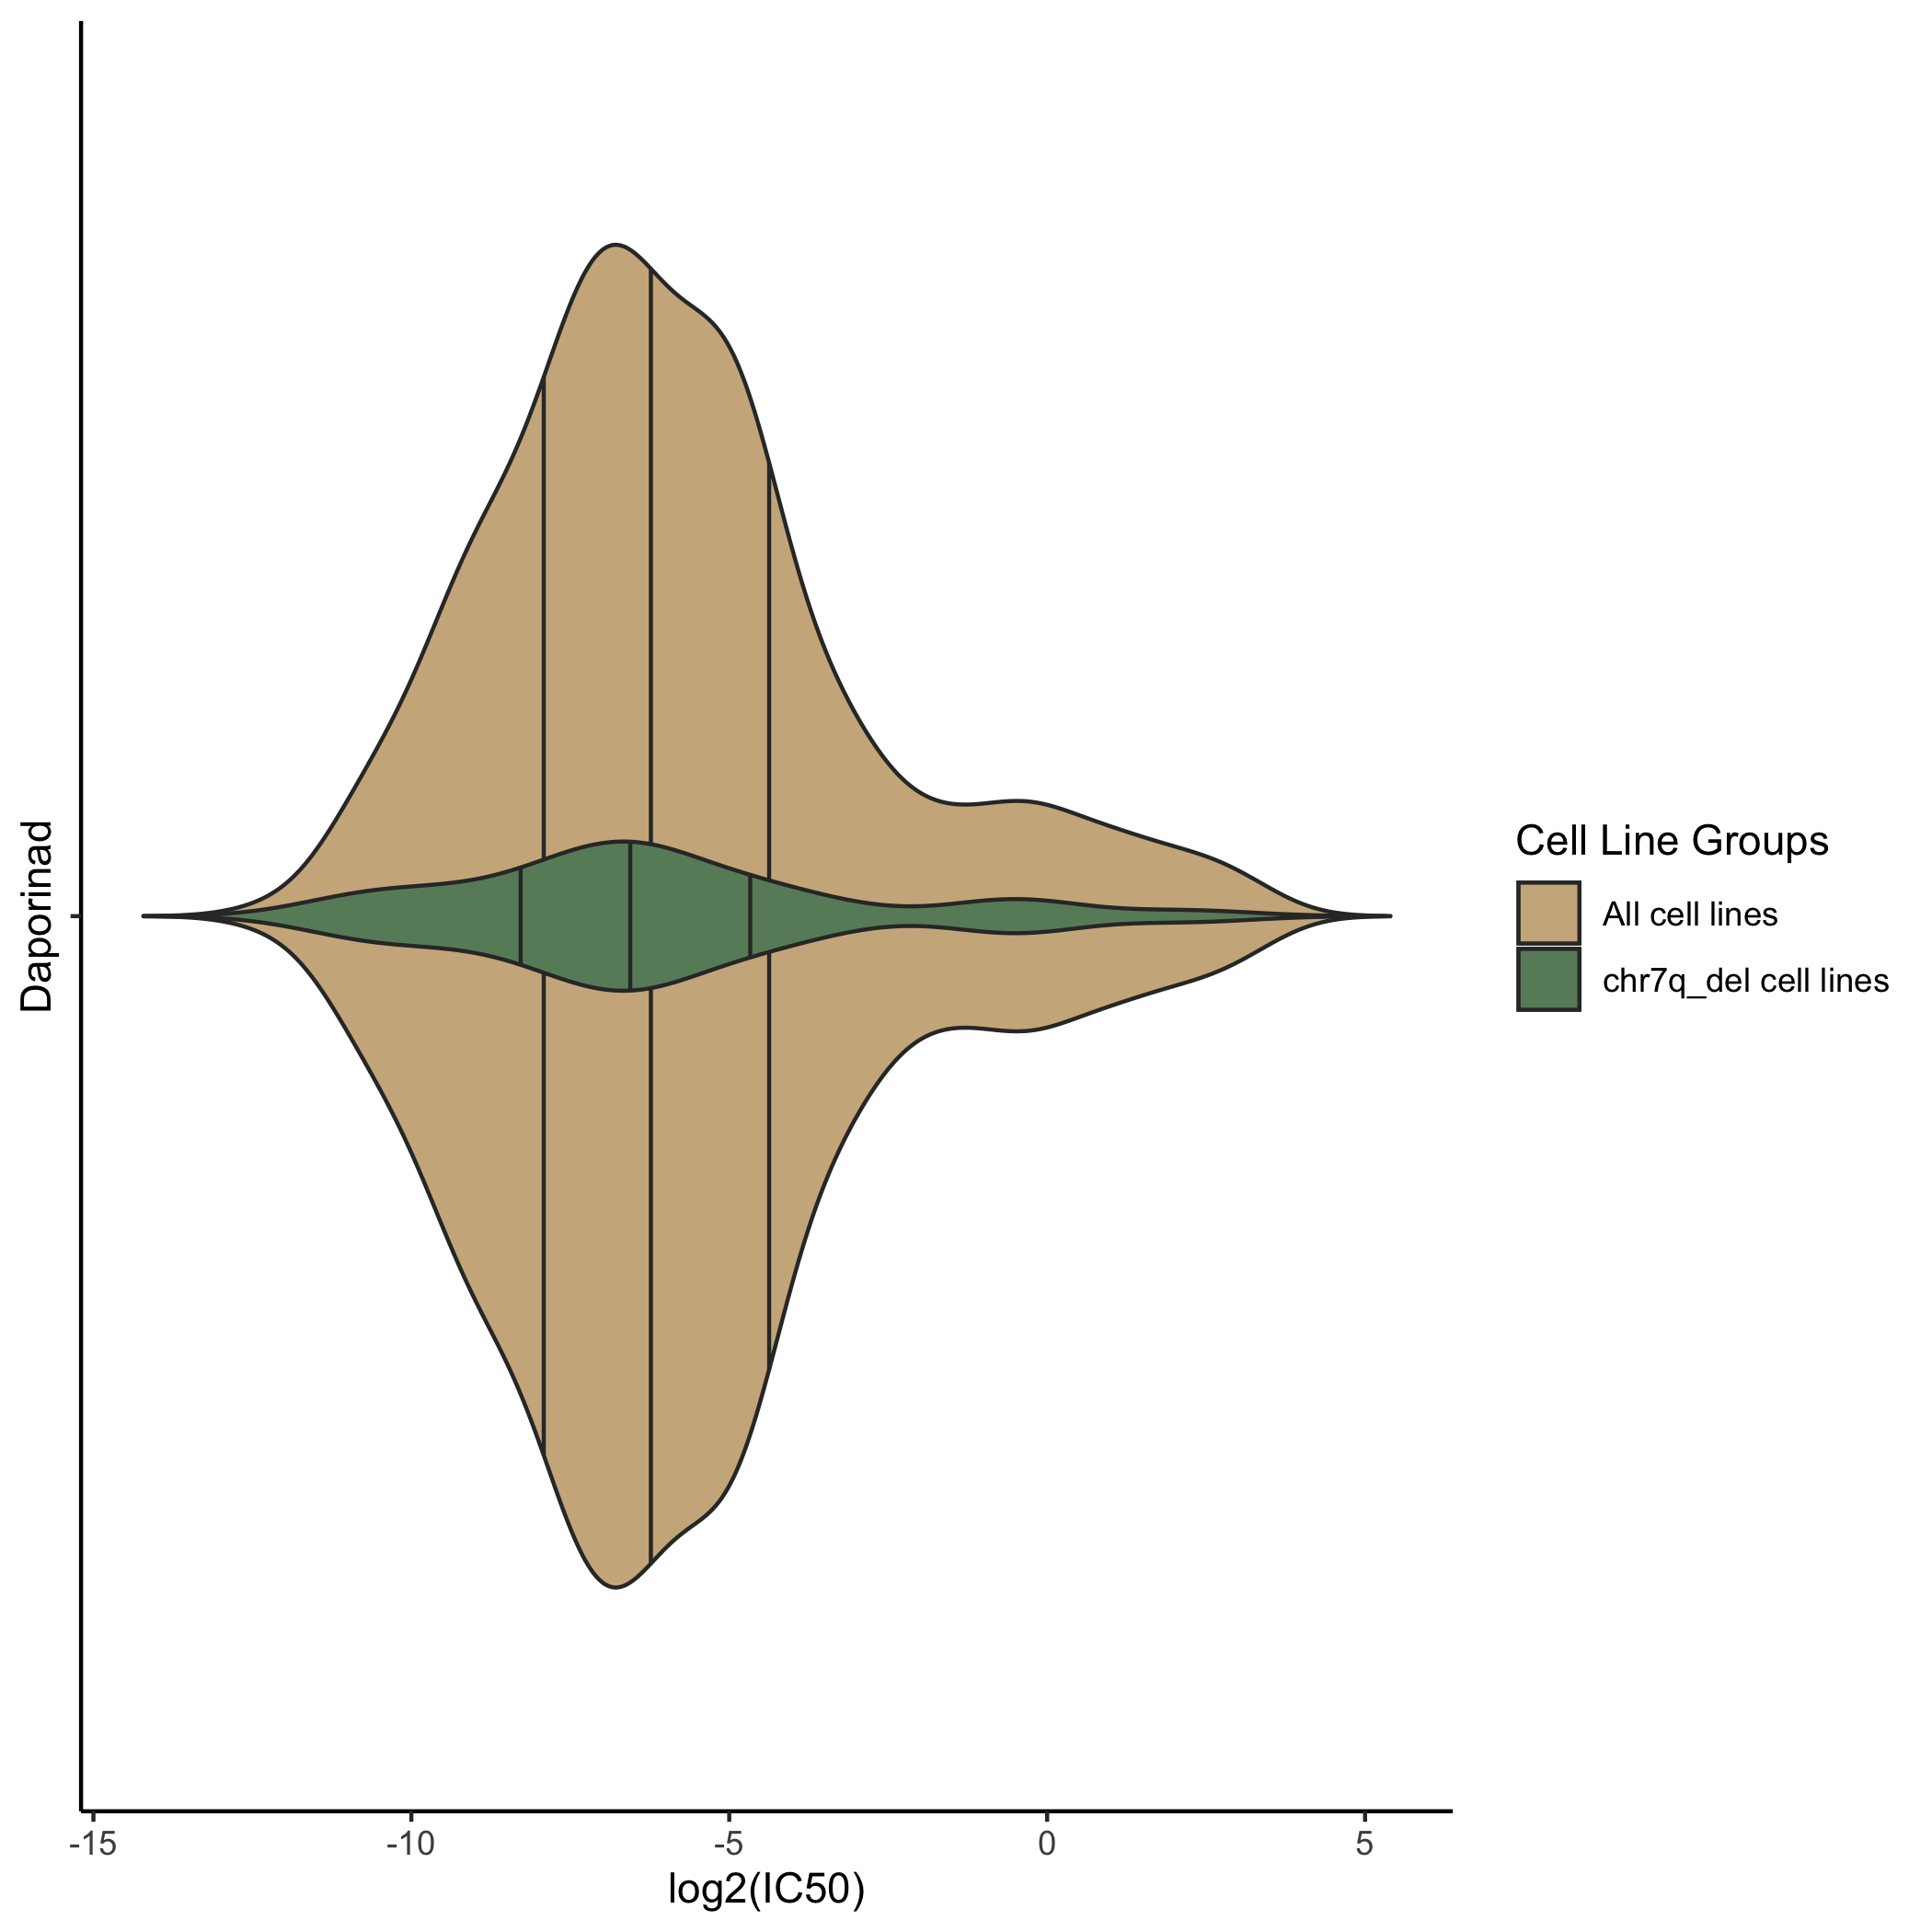 Daporinad
Cell Line Groups
All cell lines
chr7q_del cell lines
-15 -10 -5 0 5
log2(IC50)